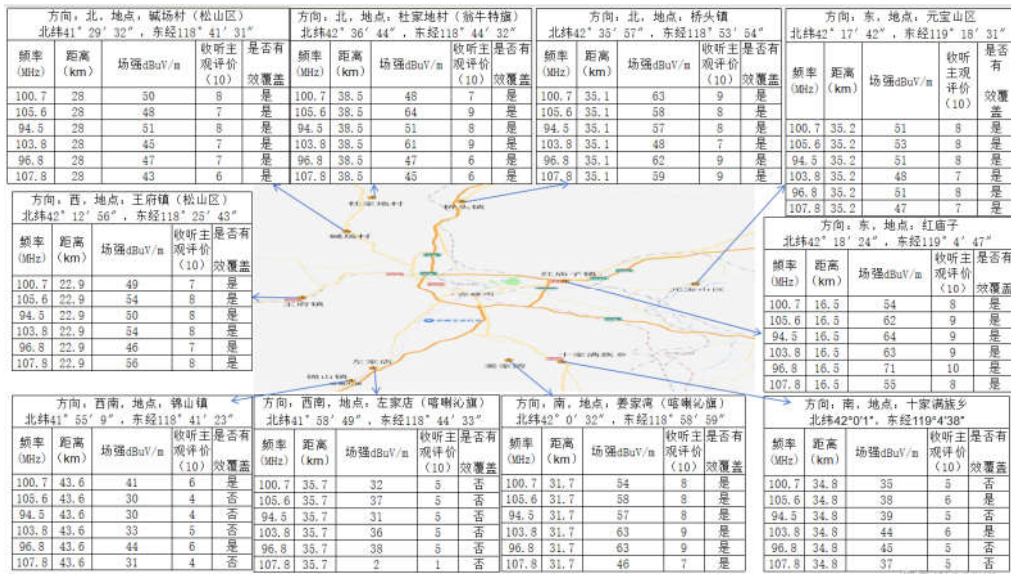 方向：北，地点：碱场村（松山区）
北纬41°29′32″，东经118°41′31″
频率(MHz) 距离(km) 场强dBuV/m 收听主观评价(10) 是否有效覆盖
100.7 28 50 8 是
105.6 28 48 7 是
94.5 28 51 8 是
103.8 28 45 7 是
96.8 28 47 7 是
107.8 28 43 6 是
方向：北，地点：杜家地村（翁牛特旗）
北纬42°36′44″，东经118°44′32″
频率(MHz) 距离(km) 场强dBuV/m 收听主观评价(10) 是否有效覆盖
100.7 38.5 48 7 是
105.6 38.5 64 9 是
94.5 38.5 51 8 是
103.8 38.5 61 9 是
96.8 38.5 47 6 是
107.8 38.5 45 6 是
方向：北，地点：桥头镇
北纬42°35′57″，东经118°53′54″
频率(MHz) 距离(km) 场强dBuV/m 收听主观评价(10) 是否有效覆盖
100.7 35.1 63 9 是
105.6 35.1 58 8 是
94.5 35.1 57 8 是
103.8 35.1 48 7 是
96.8 35.1 62 9 是
107.8 35.1 59 9 是
方向：东，地点：元宝山区
北纬42°17′42″，东经119°18′31″
频率(MHz) 距离(km) 场强dBuV/m 收听主观评价(10) 是否有效覆盖
100.7 35.2 51 8 是
105.6 35.2 53 8 是
94.5 35.2 51 8 是
103.2 35.2 48 7 是
96.8 35.2 51 8 是
107.8 35.2 47 7 是
方向：西，地点：王府镇（松山区）
北纬42°12′56″，东经118°25′43″
频率(MHz) 距离(km) 场强dBuV/m 收听主观评价(10) 是否有效覆盖
100.7 22.9 49 7 是
105.6 22.9 54 8 是
94.5 22.9 50 8 是
103.8 22.9 54 8 是
96.8 22.9 46 7 是
107.8 22.9 56 8 是
杜家地村
桥头镇
碱场村
红庙子镇
元宝山区
王府镇
左家店
锦山镇
姜家湾
十家满族乡
方向：东，地点：红庙子
北纬42°18′24″，东经119°4′47″
频率(MHz) 距离(km) 场强dBuV/m 收听主观评价(10) 是否有效覆盖
100.7 16.5 54 8 是
105.6 16.5 62 9 是
94.5 16.5 64 9 是
103.8 16.5 63 9 是
96.8 16.5 71 10 是
107.8 16.5 55 8 是
方向：西南，地点：锦山镇
北纬41°55′9″，东经118°41′23″
频率(MHz) 距离(km) 场强dBuV/m 收听主观评价(10) 是否有效覆盖
100.7 43.6 41 6 是
105.6 43.6 30 4 否
94.5 43.6 30 4 否
103.8 43.6 33 5 否
96.8 43.6 44 6 是
107.8 43.6 31 4 否
方向：西南，地点：左家店（喀喇沁旗）
北纬41°58′49″，东经118°44′33″
频率(MHz) 距离(km) 场强dBuV/m 收听主观评价(10) 是否有效覆盖
100.7 35.7 32 5 否
105.6 35.7 37 5 否
94.5 35.7 31 5 否
103.8 35.7 36 5 否
96.8 35.7 38 5 否
107.8 35.7 2 1 否
方向：南，地点：姜家湾（喀喇沁旗）
北纬42°0′32″，东经118°58′59″
频率(MHz) 距离(km) 场强dBuV/m 收听主观评价(10) 是否有效覆盖
100.7 31.7 54 8 是
105.6 31.7 58 8 是
94.5 31.7 57 8 是
103.8 31.7 63 9 是
96.8 31.7 63 9 是
107.8 31.7 46 7 是
方向：南，地点：十家满族乡
北纬42°0'1"，东经119°4'38"
频率(MHz) 距离(km) 场强dBuV/m 收听主观评价(10) 是否有效覆盖
100.7 34.8 35 5 否
105.6 34.8 38 6 是
94.5 34.8 39 5 否
103.8 34.8 44 6 是
96.8 34.8 45 5 否
107.8 34.8 37 5 否